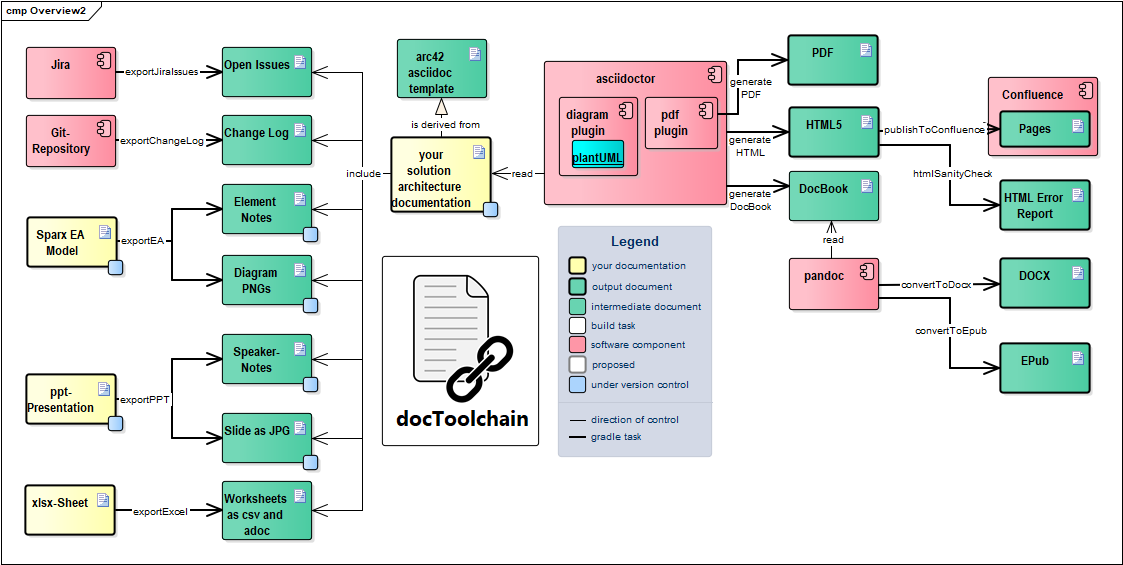 cmp Overview2
Jira
exportJiraIssues
Open Issues
Git-
Repository
exportChangeLog
Change Log
Sparx EA
Model
exportEA
Element
Notes
Diagram
PNGs
ppt-
Presentation
exportPPT
Speaker-
Notes
Slide as JPG
xlsx-Sheet
exportExcel
Worksheets
as csv and
adoc
include
arc42
asciidoc
template
is derived from
your
solution
architecture
documentation
read
asciidoctor
diagram
plugin
plantUML
pdf
plugin
generate
PDF
generate
HTML
generate
DocBook
PDF
HTML5
DocBook
publishToConfluence
Confluence
Pages
htmlSanityCheck
HTML Error
Report
read
pandoc
convertToDocx
DOCX
convertToEpub
EPub
docToolchain
Legend
your documentation
output document
intermediate document
build task
software component
proposed
under version control
direction of control
gradle task